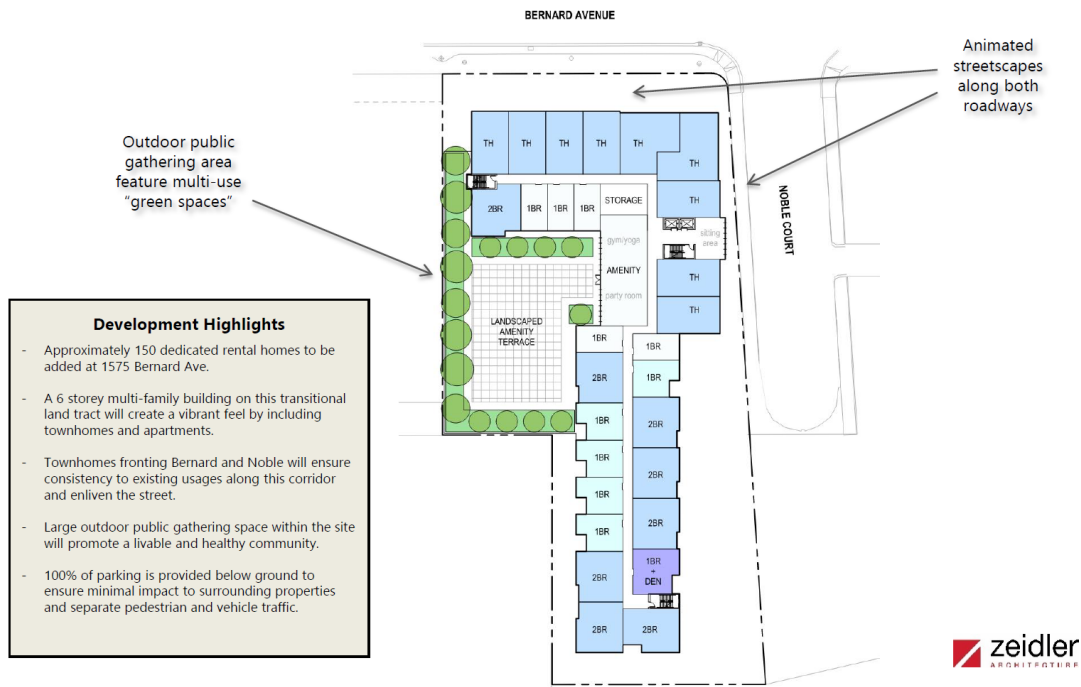 BERNARD AVENUE
Animated
streetscapes
along both
roadways
Outdoor public
gathering area
feature multi-use
"green spaces"
NOBLE COURT
TH
TH
TH
TH
TH
TH
TH
2BR
1BR
1BR
1BR
STORAGE
gym/yoga
sitting
area
AMENITY
party room
TH
TH
LANDSCAPED
AMENITY
TERRACE
1BR
1BR
2BR
1BR
1BR
2BR
1BR
2BR
1BR
2BR
1BR
2BR
1BR
+
DEN
2BR
2BR
Development Highlights
- Approximately 150 dedicated rental homes to be
added at 1575 Bernard Ave.
- A 6 storey multi-family building on this transitional
land tract will create a vibrant feel by including
townhomes and apartments.
- Townhomes fronting Bernard and Noble will ensure
consistency to existing usages along this corridor
and enliven the street.
- Large outdoor public gathering space within the site
will promote a livable and healthy community.
- 100% of parking is provided below ground to
ensure minimal impact to surrounding properties
and separate pedestrian and vehicle traffic.
zeidler
ARCHITECTURE